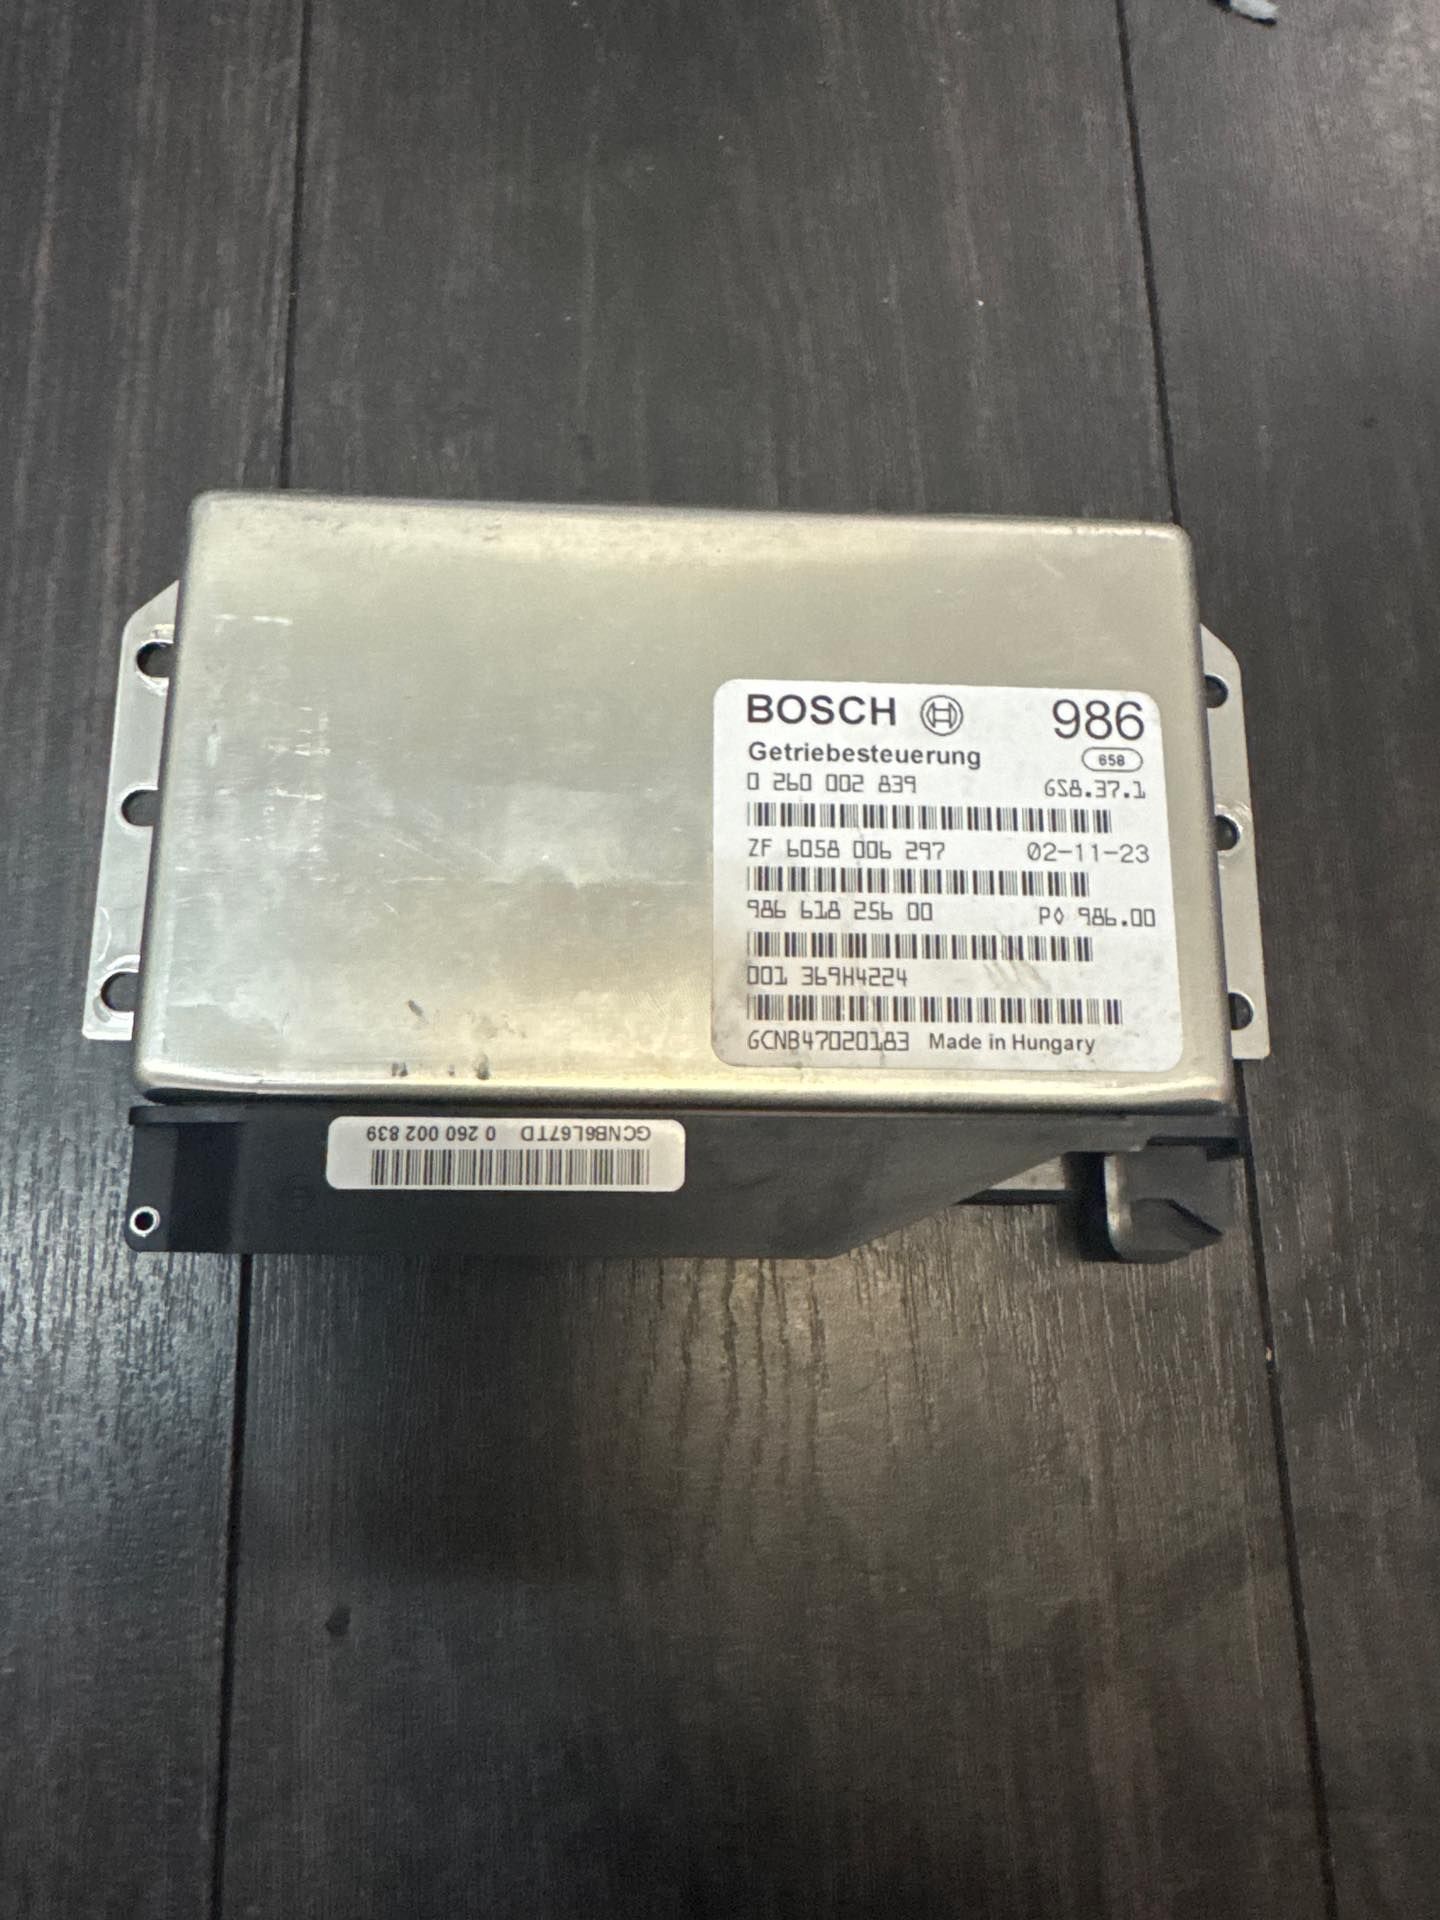 BOSCH 986
Getriebesteuerung 658
0 260 002 839 GS8.37.1
ZF 6058 006 297 02-11-23
986 618 256 00 P◊ 986.00
D01 369H4224
GCNB47020183 Made in Hungary
GCNB6L67TD 0 260 002 839